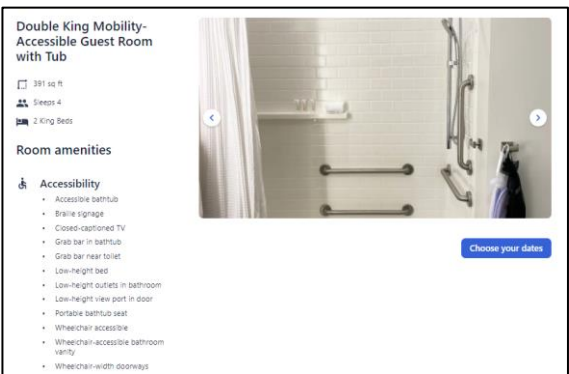 Double King Mobility-
Accessible Guest Room
with Tub
391 sq ft
Sleeps 4
2 King Beds
Room amenities
Accessibility
• Accessible bathtub
• Braille signage
• Closed-captioned TV
• Grab bar in bathtub
• Grab bar near toilet
• Low-height bed
• Low-height outlets in bathroom
• Low-height view port in door
• Portable bathtub seat
• Wheelchair accessible
• Wheelchair-accessible bathroom
vanity
• Wheelchair-width doorways
Choose your dates